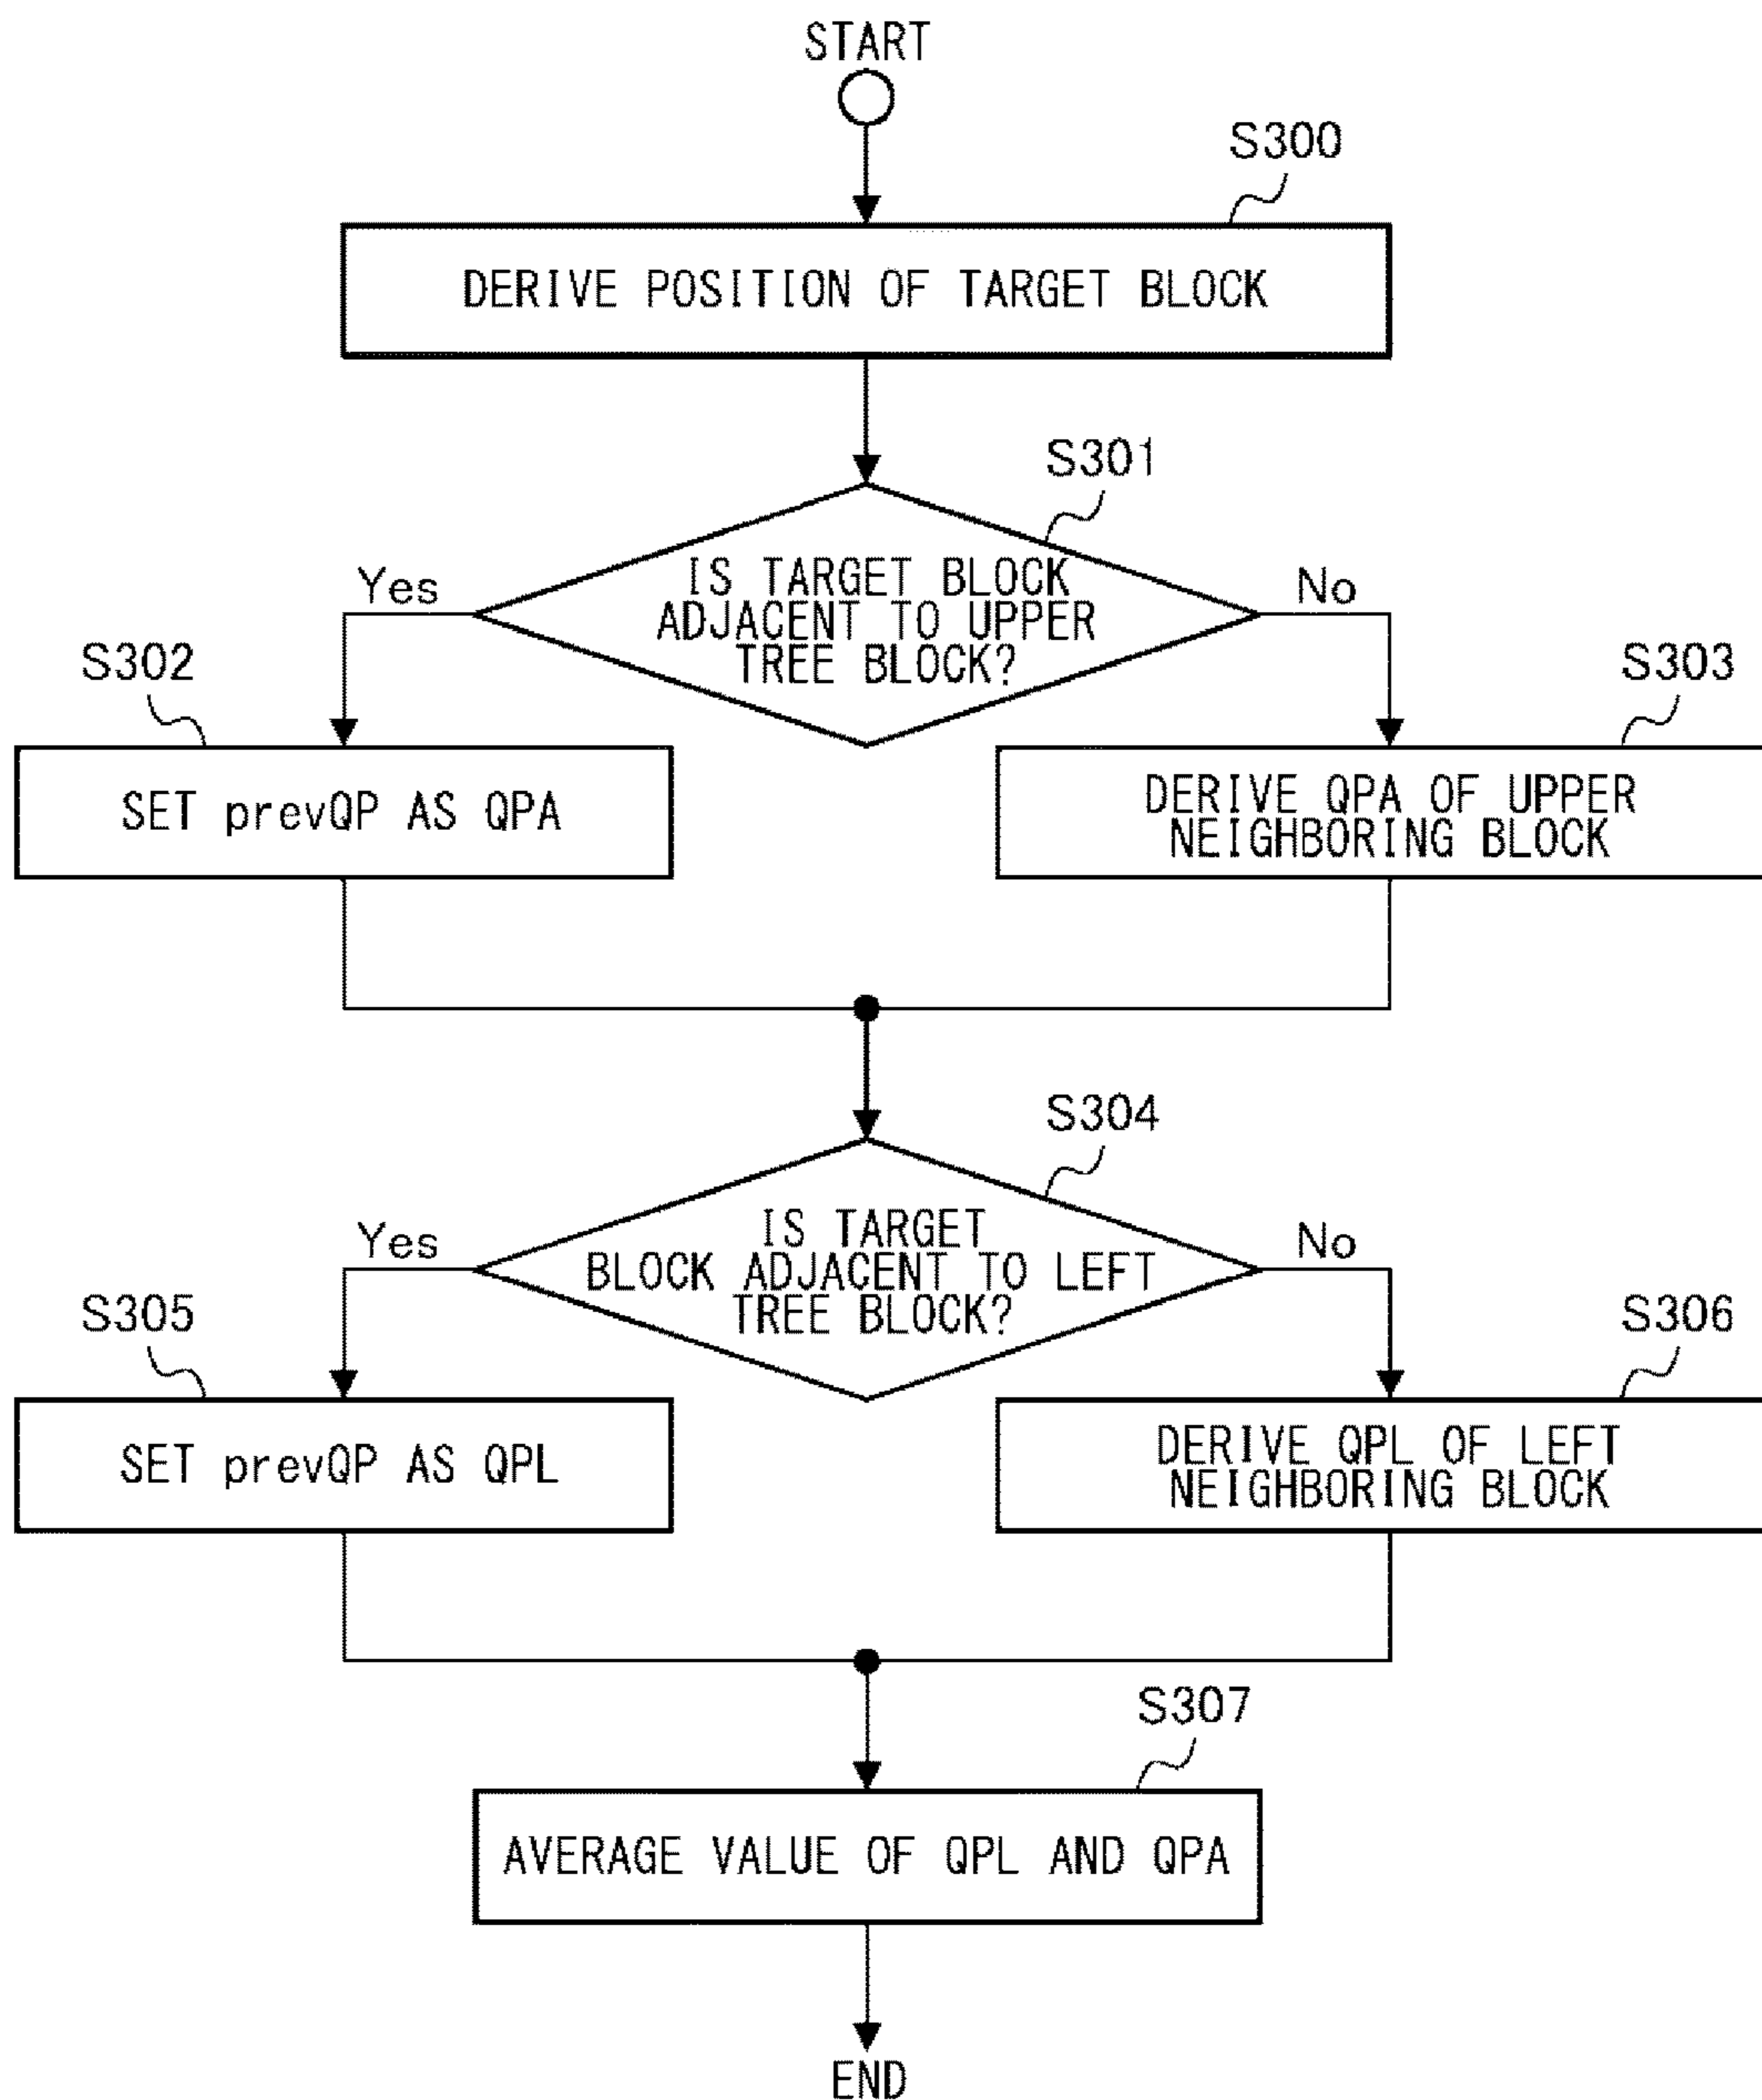 START
S300
DERIVE POSITION OF TARGET BLOCK
S301
IS TARGET BLOCK
ADJACENT TO UPPER
TREE BLOCK?
Yes
No
S302
S303
SET prevQP AS QPA
DERIVE QPA OF UPPER
NEIGHBORING BLOCK
S304
IS TARGET
BLOCK ADJACENT TO LEFT
TREE BLOCK?
Yes
No
S305
S306
SET prevQP AS QPL
DERIVE QPL OF LEFT
NEIGHBORING BLOCK
S307
AVERAGE VALUE OF QPL AND QPA
END